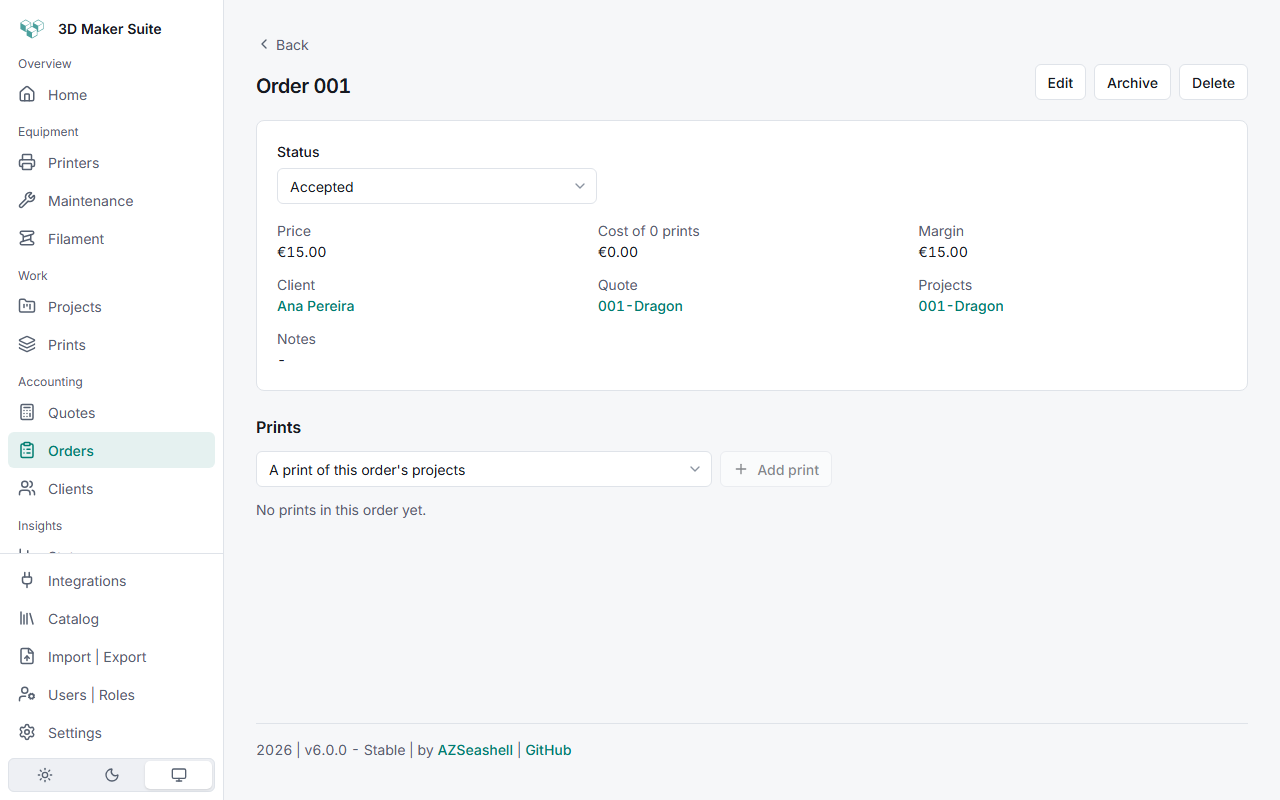 3D Maker Suite
Overview
Home
Equipment
Printers
Maintenance
Filament
Work
Projects
Prints
Accounting
Quotes
Orders
Clients
Insights
Integrations
Catalog
Import | Export
Users | Roles
Settings
Back
Order 001
Edit
Archive
Delete
Status
Accepted
Price
Cost of 0 prints
Margin
€15.00
€0.00
€15.00
Client
Quote
Projects
Ana Pereira
001-Dragon
001-Dragon
Notes
-
Prints
A print of this order's projects
Add print
No prints in this order yet.
2026 | v6.0.0 - Stable | by AZSeashell | GitHub